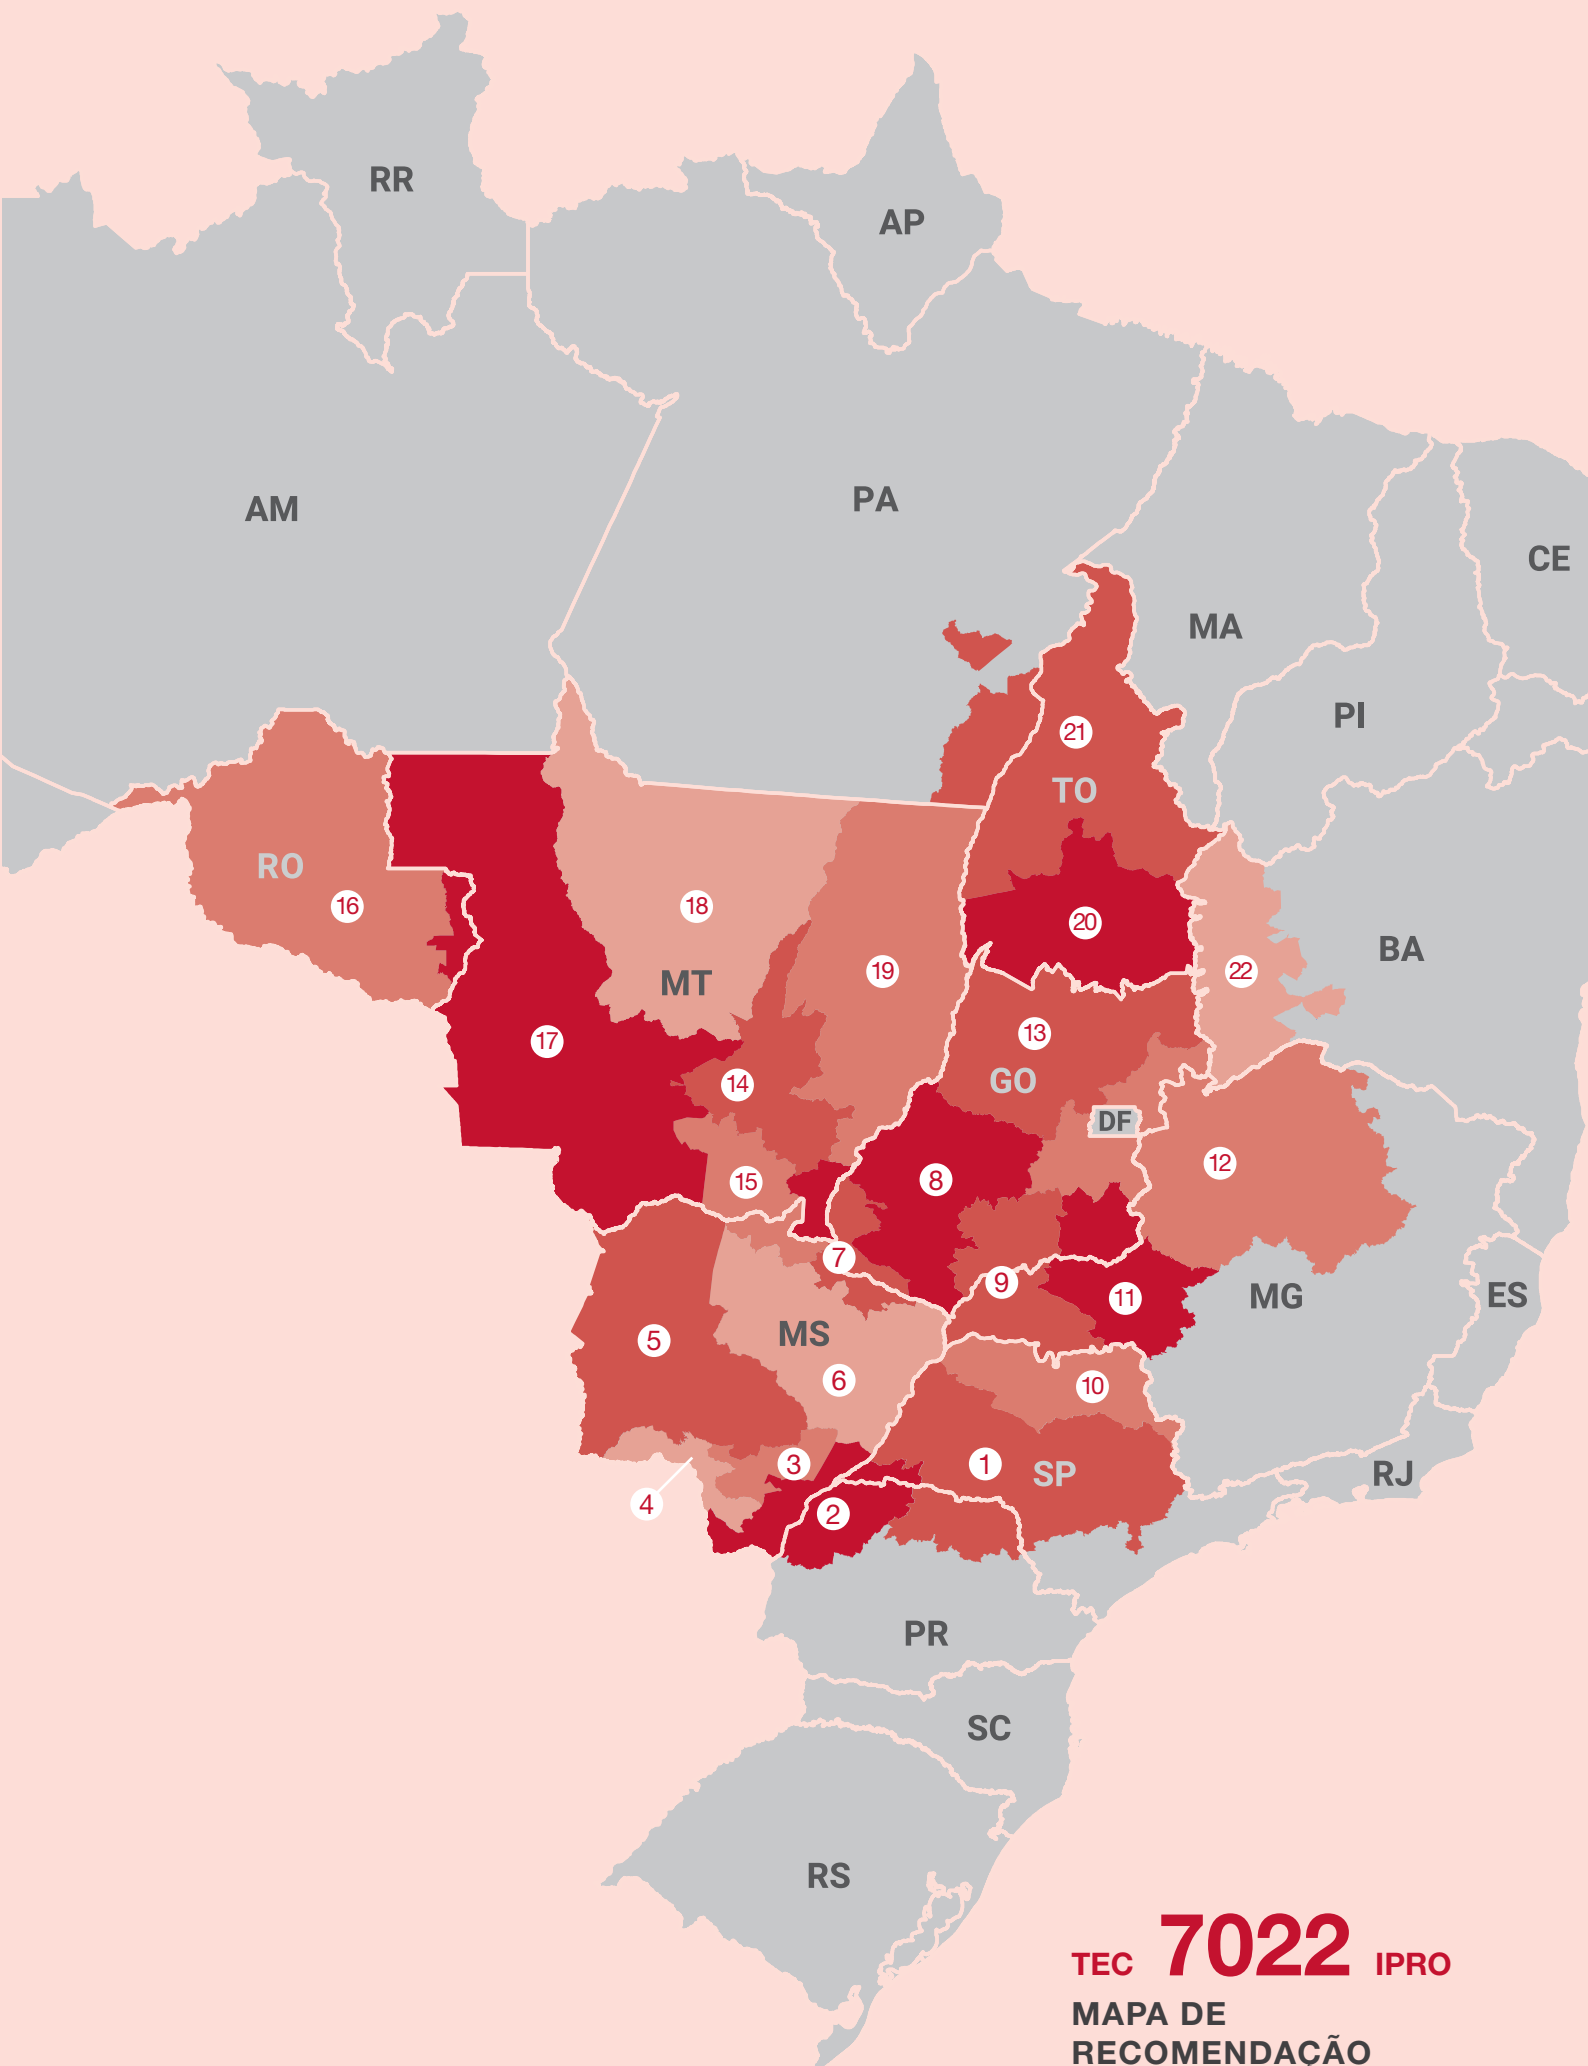 RR
AP
AM
PA
CE
MA
PI
21
TO
RO
16
18
20
BA
MT
19
22
17
13
GO
14
DF
12
15
8
7
9
11
MG
ES
5
MS
6
10
3
1
SP
RJ
4
2
PR
SC
RS
TEC 7022 IPRO
MAPA DE
RECOMENDAÇÃO